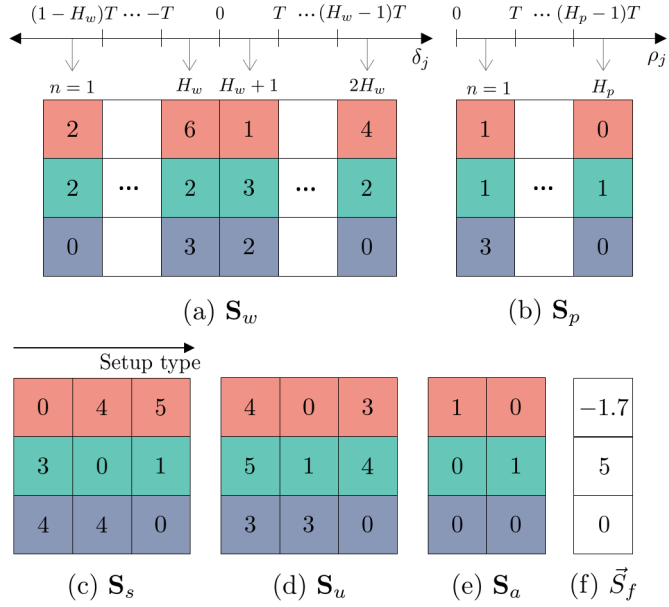 (1 − H_w)T ... −T 0 T ... (H_w − 1)T
δ_j
n = 1 H_w H_w + 1 2H_w
2 6 1 4
2 ... 2 3 ... 2
0 3 2 0
(a) S_w
0 T ... (H_p − 1)T
ρ_j
n = 1 H_p
1 0
1 ... 1
3 0
(b) S_p
Setup type
0 4 5
3 0 1
4 4 0
(c) S_s
4 0 3
5 1 4
3 3 0
(d) S_u
1 0
0 1
0 0
(e) S_a
−1.7
5
0
(f) S⃗_f